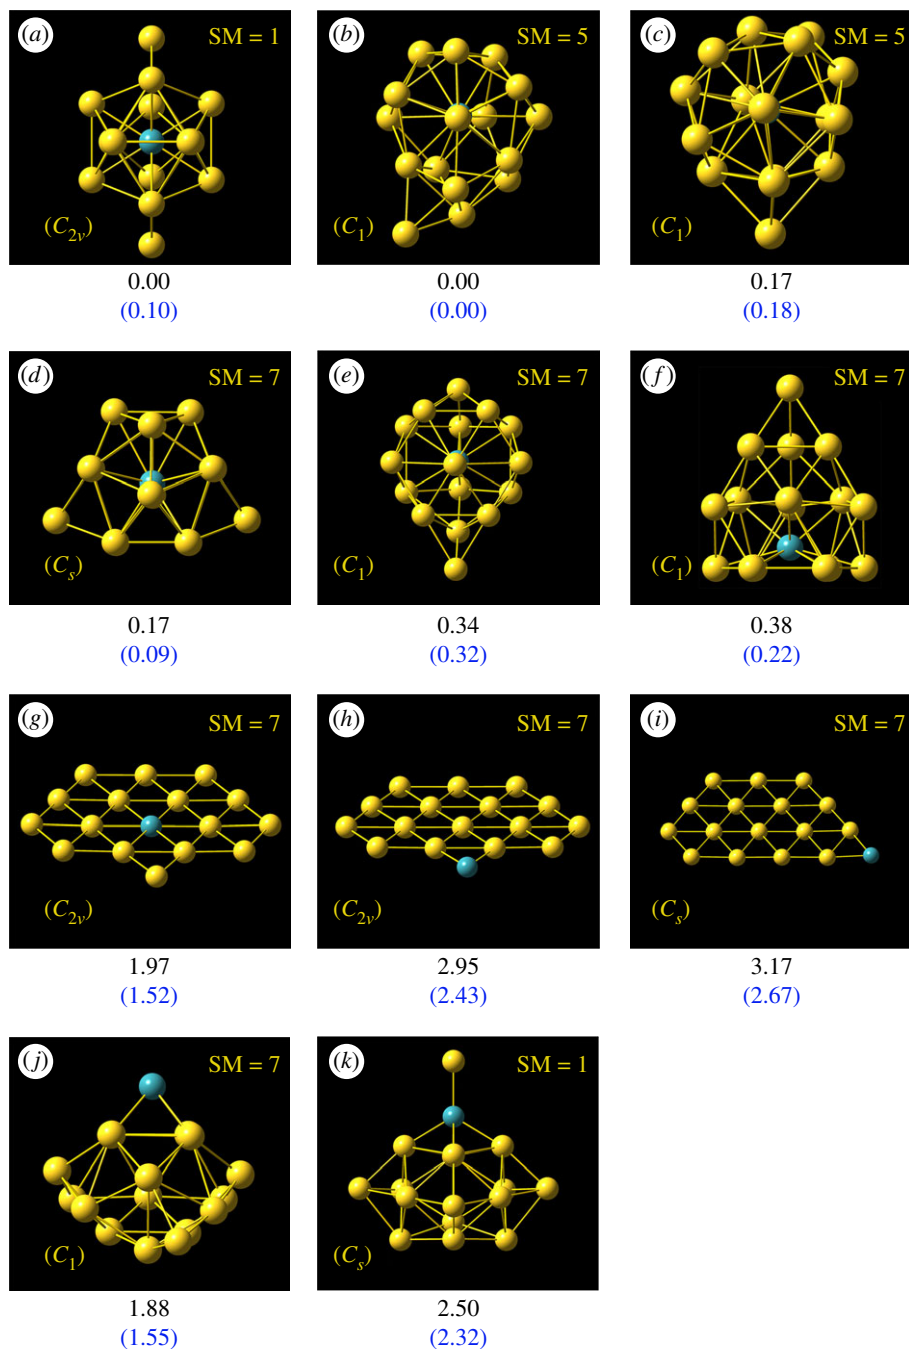 (a) SM = 1
(C2v)
0.00
(0.10)
(b) SM = 5
(C1)
0.00
(0.00)
(c) SM = 5
(C1)
0.17
(0.18)
(d) SM = 7
(Cs)
0.17
(0.09)
(e) SM = 7
(C1)
0.34
(0.32)
(f) SM = 7
(C1)
0.38
(0.22)
(g) SM = 7
(C2v)
1.97
(1.52)
(h) SM = 7
(C2v)
2.95
(2.43)
(i) SM = 7
(Cs)
3.17
(2.67)
(j) SM = 7
(C1)
1.88
(1.55)
(k) SM = 1
(Cs)
2.50
(2.32)